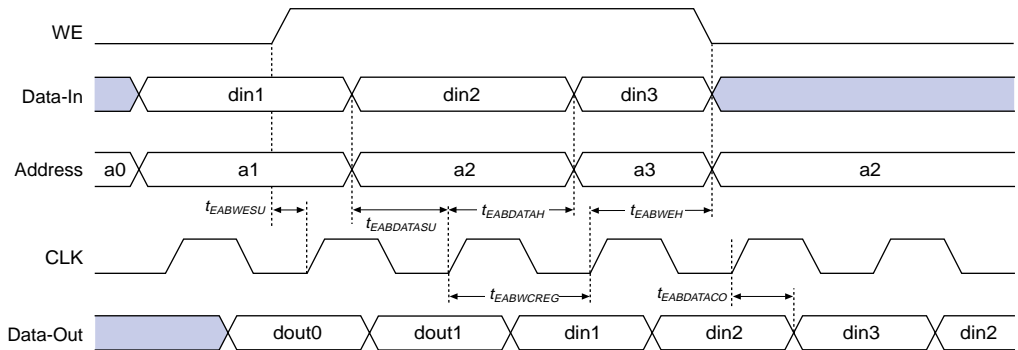 WE
Data-In din1 din2 din3
Address a0 a1 a2 a3 a2
tEABWESU tEABDATASU tEABDATAH tEABWEH
CLK
tEABWCREG tEABDATACO
Data-Out dout0 dout1 din1 din2 din3 din2